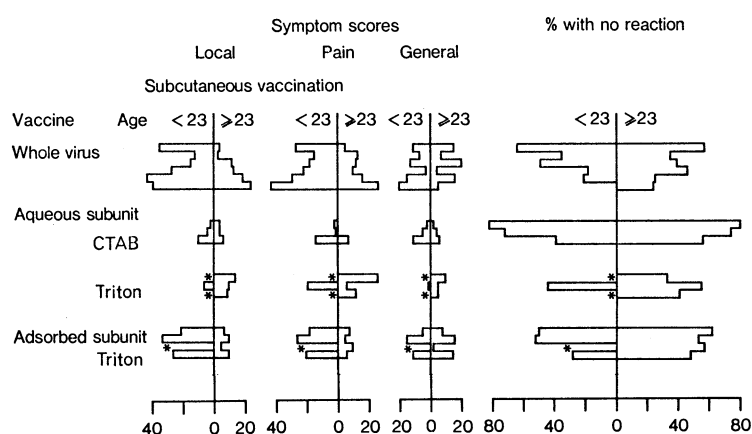 Symptom scores % with no reaction
Local Pain General
Subcutaneous vaccination
Vaccine Age <23 ⩾23 <23 ⩾23 <23 ⩾23 <23 ⩾23
Whole virus
Aqueous subunit
CTAB
* * * *
Triton
* * * *
Adsorbed subunit
* * * *
Triton
40 0 20 40 0 20 20 0 20 80 40 0 40 80